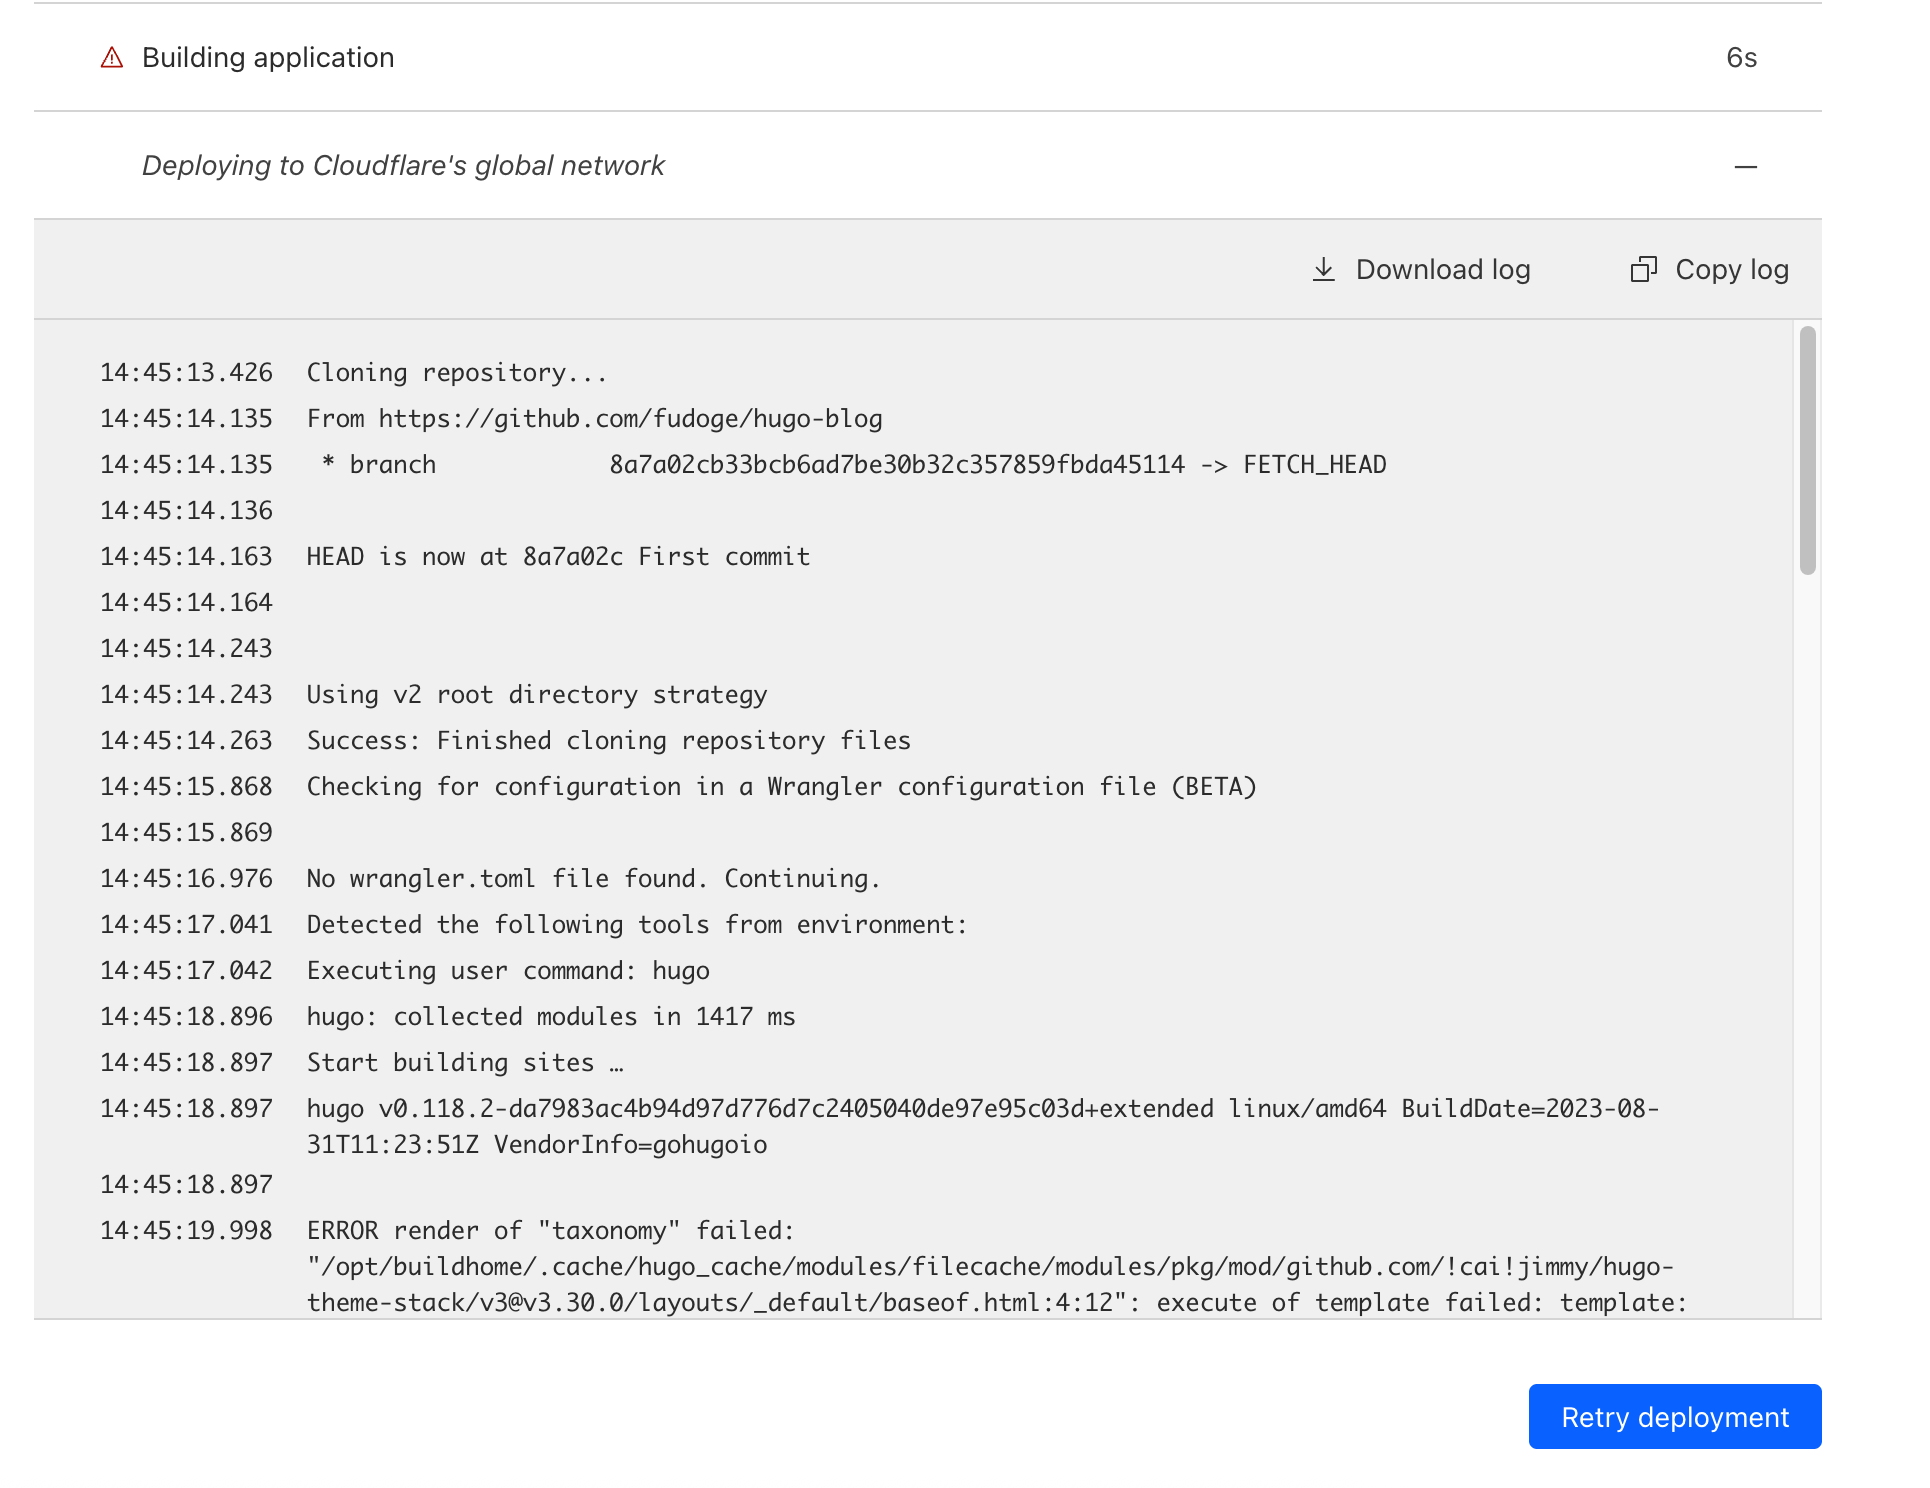 Building application 6s
Deploying to Cloudflare's global network —
Download log Copy log
14:45:13.426 Cloning repository...
14:45:14.135 From https://github.com/fudoge/hugo-blog
14:45:14.135 * branch 8a7a02cb33bcb6ad7be30b32c357859fbda45114 -> FETCH_HEAD
14:45:14.136
14:45:14.163 HEAD is now at 8a7a02c First commit
14:45:14.164
14:45:14.243
14:45:14.243 Using v2 root directory strategy
14:45:14.263 Success: Finished cloning repository files
14:45:15.868 Checking for configuration in a Wrangler configuration file (BETA)
14:45:15.869
14:45:16.976 No wrangler.toml file found. Continuing.
14:45:17.041 Detected the following tools from environment:
14:45:17.042 Executing user command: hugo
14:45:18.896 hugo: collected modules in 1417 ms
14:45:18.897 Start building sites …
14:45:18.897 hugo v0.118.2-da7983ac4b94d97d776d7c2405040de97e95c03d+extended linux/amd64 BuildDate=2023-08-
31T11:23:51Z VendorInfo=gohugoio
14:45:18.897
14:45:19.998 ERROR render of "taxonomy" failed:
"/opt/buildhome/.cache/hugo_cache/modules/filecache/modules/pkg/mod/github.com/!cai!jimmy/hugo-
theme-stack/v3@v3.30.0/layouts/_default/baseof.html:4:12": execute of template failed: template:
Retry deployment